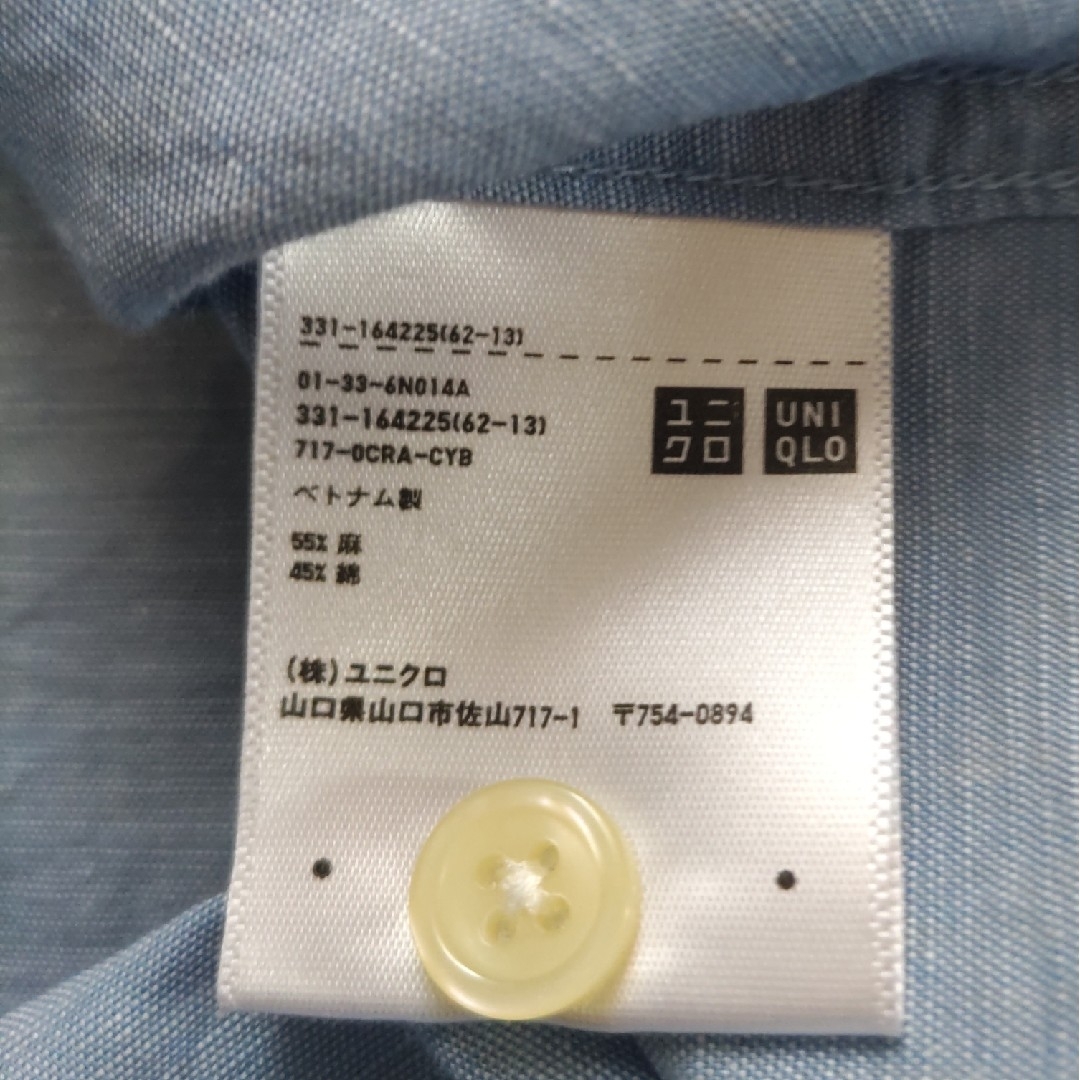 331-164225(62-13)
01-33-6N014A
331-164225(62-13)
717-0CRA-CYB
ベトナム製
55% 麻
45% 綿
ユニ
クロ
UNI
QLO
(株)ユニクロ
山口県山口市佐山717-1 〒754-0894